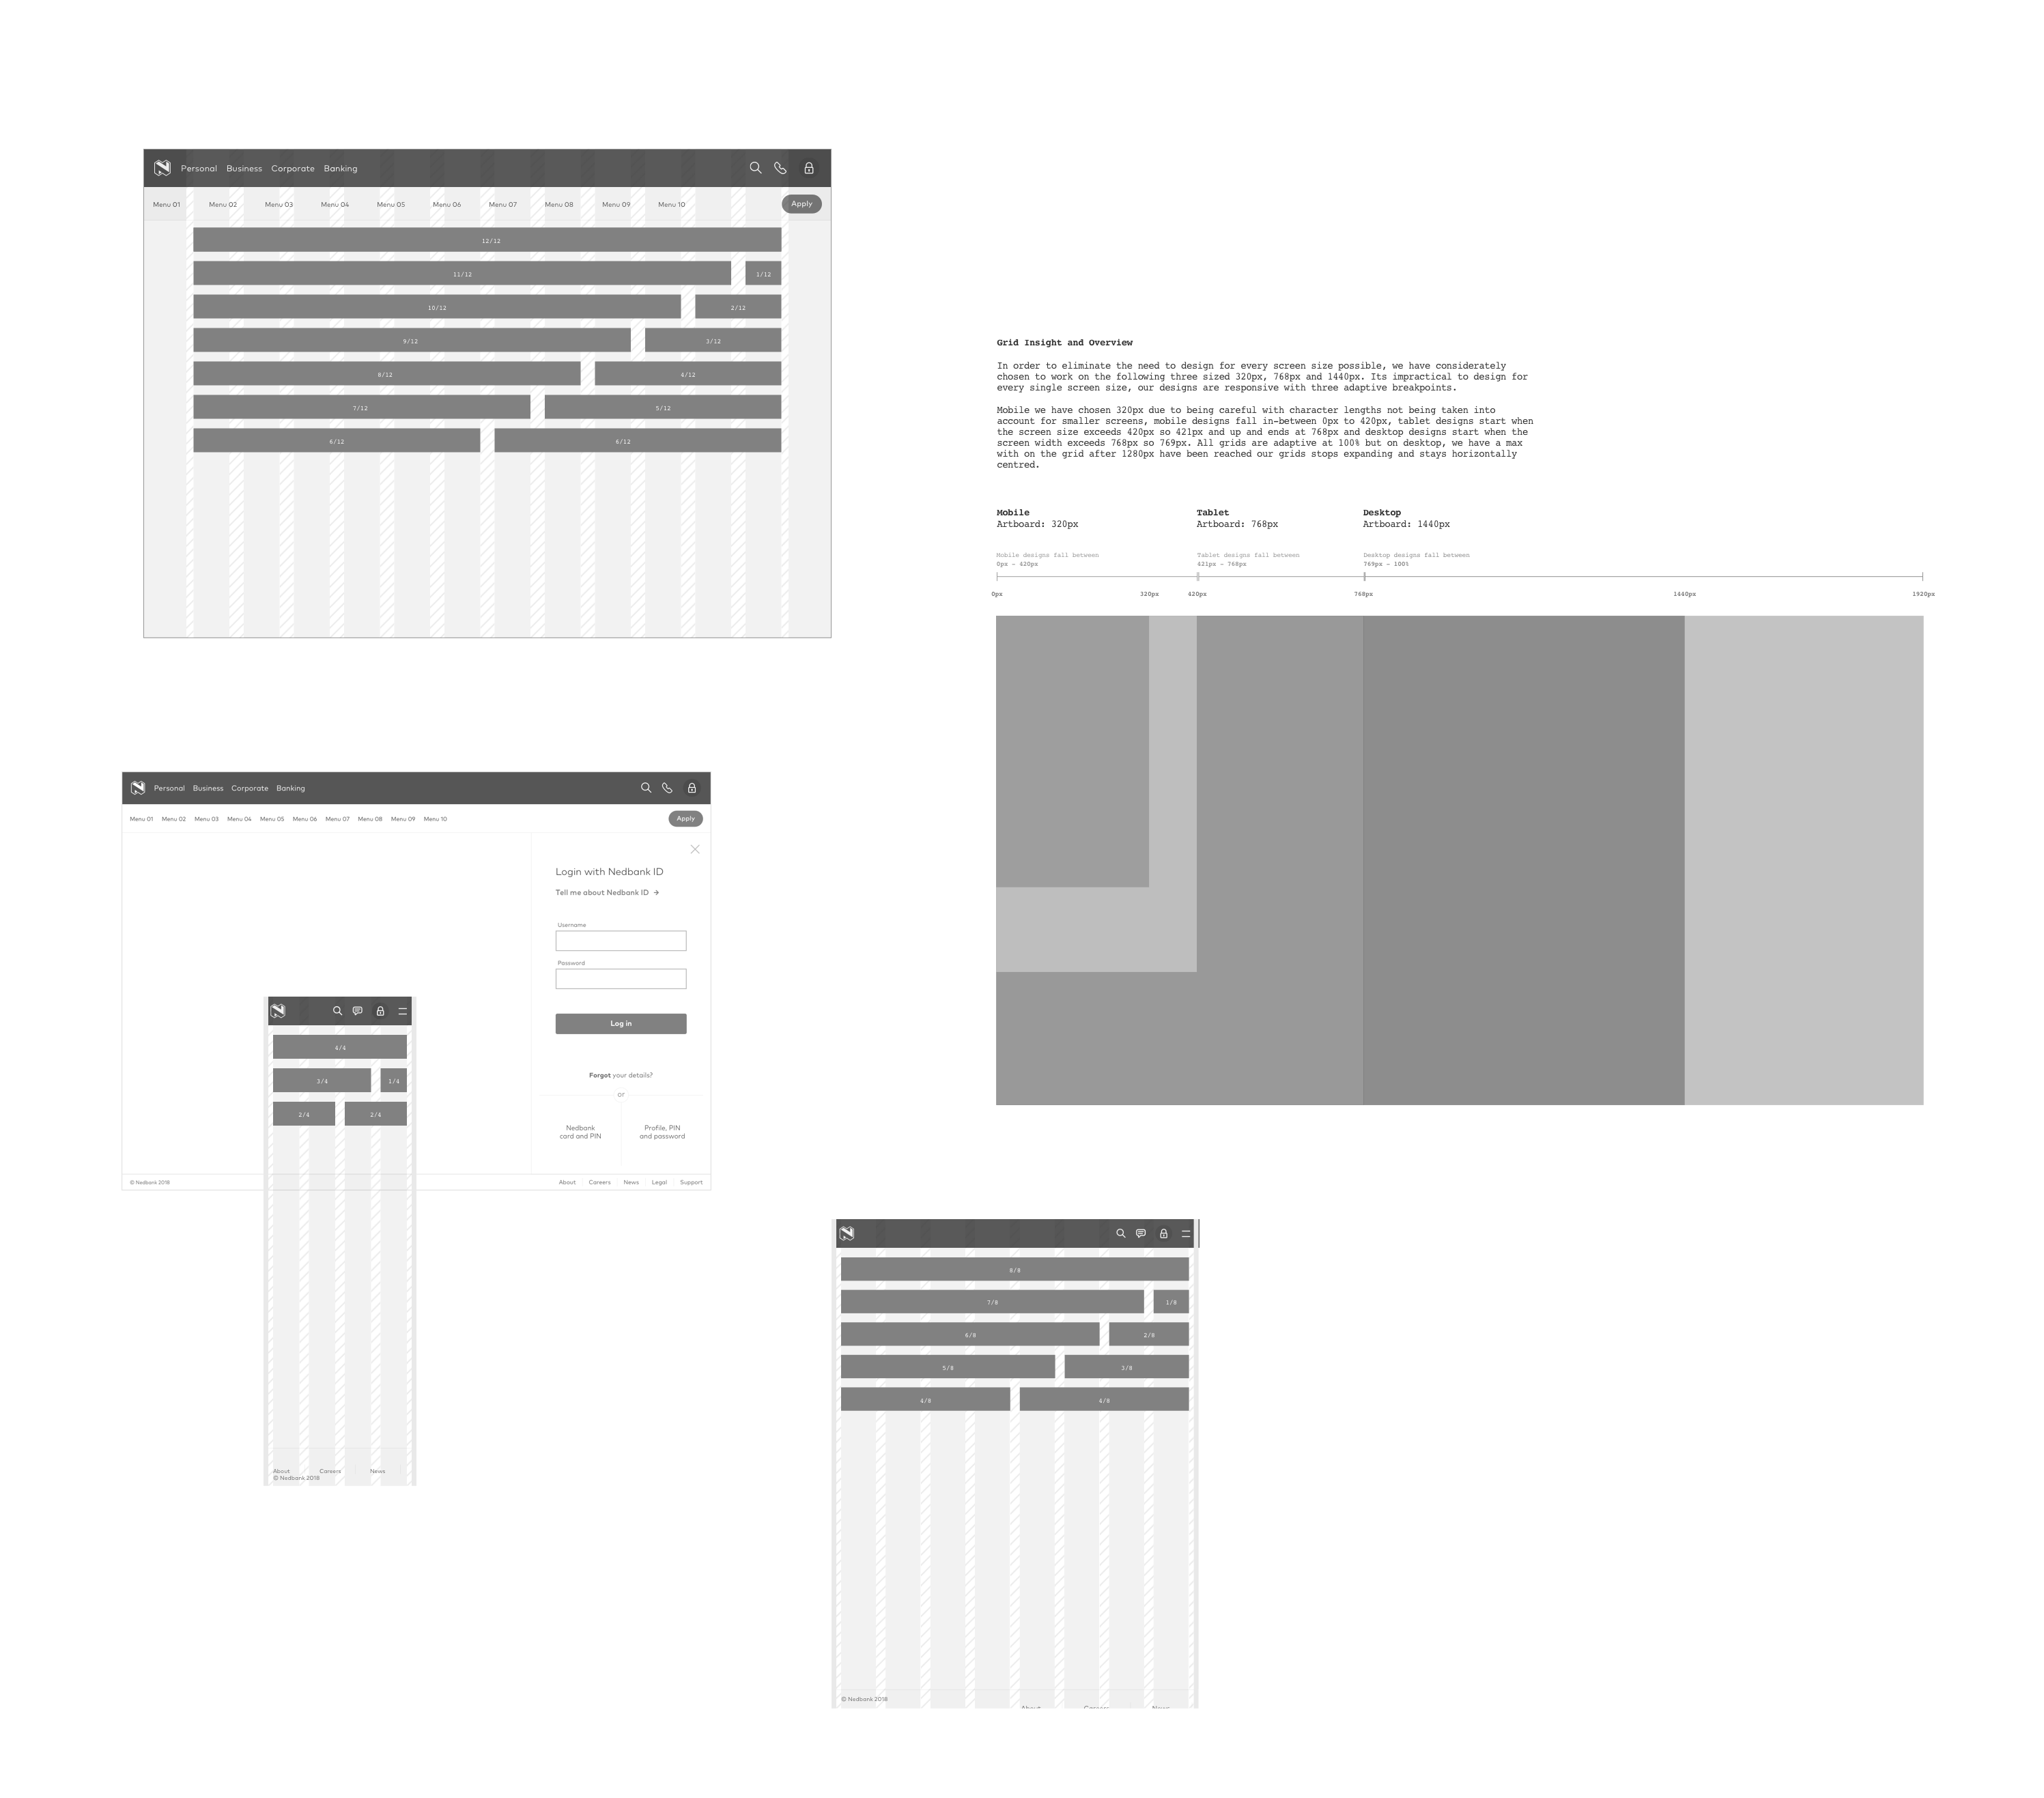 Personal Business Corporate Banking
Menu 01 Menu 02 Menu 03 Menu 04 Menu 05 Menu 06 Menu 07 Menu 08 Menu 09 Menu 10 Apply
12/12
11/12 1/12
10/12 2/12
9/12 3/12
8/12 4/12
7/12 5/12
6/12 6/12
Grid Insight and Overview
In order to eliminate the need to design for every screen size possible, we have considerately
chosen to work on the following three sized 320px, 768px and 1440px. Its impractical to design for
every single screen size, our designs are responsive with three adaptive breakpoints.
Mobile we have chosen 320px due to being careful with character lengths not being taken into
account for smaller screens, mobile designs fall in-between 0px to 420px, tablet designs start when
the screen size exceeds 420px so 421px and up and ends at 768px and desktop designs start when the
screen width exceeds 768px so 769px. All grids are adaptive at 100% but on desktop, we have a max
with on the grid after 1280px have been reached our grids stops expanding and stays horizontally
centred.
Mobile Tablet Desktop
Artboard: 320px Artboard: 768px Artboard: 1440px
Mobile designs fall between Tablet designs fall between Desktop designs fall between
0px - 420px 421ps - 768px 769px - 100%
0px 320px 420px 768px 1440px 1920px
Personal Business Corporate Banking
Menu 01 Menu 02 Menu 03 Menu 04 Menu 05 Menu 06 Menu 07 Menu 08 Menu 09 Menu 10 Apply
Login with Nedbank ID
Tell me about Nedbank ID →
Username
Password
Log in
Forgot your details?
or
Nedbank Profile, PIN
card and PIN and password
© Nedbank 2018 About Careers News Legal Support
4/4
3/4 1/4
2/4 2/4
About Careers News
© Nedbank 2018
8/8
7/8 1/8
6/8 2/8
5/8 3/8
4/8 4/8
© Nedbank 2018
About Careers News